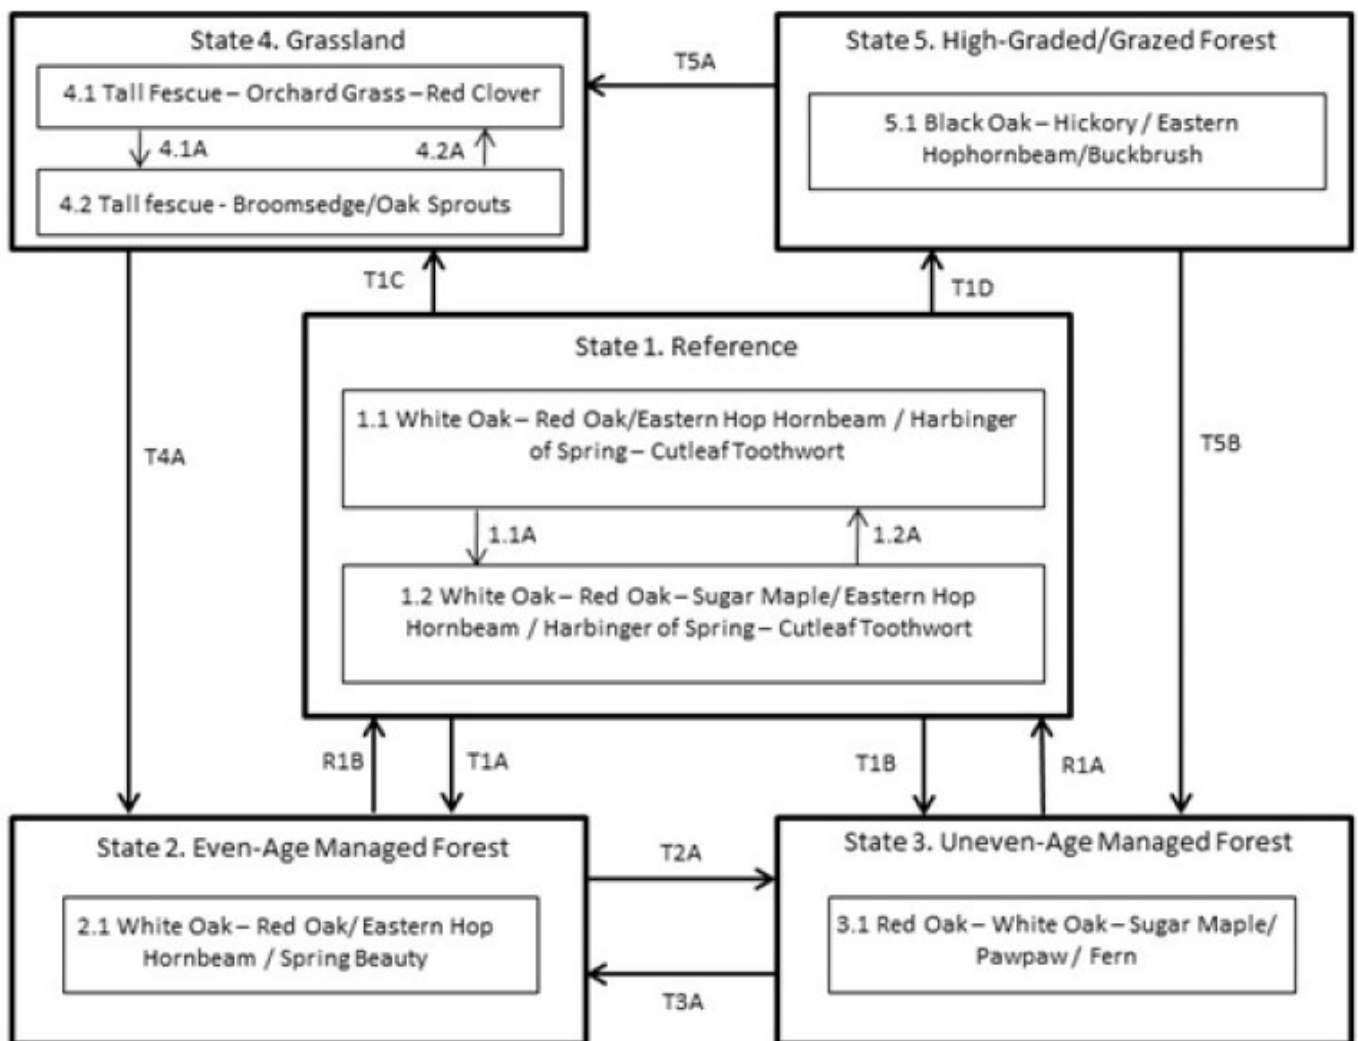 State 4. Grassland
4.1 Tall Fescue – Orchard Grass – Red Clover
4.1A
4.2A
4.2 Tall fescue - Broomsedge/Oak Sprouts
T5A
State 5. High-Graded/Grazed Forest
5.1 Black Oak – Hickory / Eastern
Hophornbeam/Buckbrush
T1C
T1D
State 1. Reference
1.1 White Oak – Red Oak/Eastern Hop Hornbeam / Harbinger
of Spring – Cutleaf Toothwort
1.1A
1.2A
1.2 White Oak – Red Oak – Sugar Maple/ Eastern Hop
Hornbeam / Harbinger of Spring – Cutleaf Toothwort
T4A
T5B
R1B
T1A
T1B
R1A
State 2. Even-Age Managed Forest
2.1 White Oak – Red Oak/ Eastern Hop
Hornbeam / Spring Beauty
T2A
T3A
State 3. Uneven-Age Managed Forest
3.1 Red Oak – White Oak – Sugar Maple/
Pawpaw / Fern